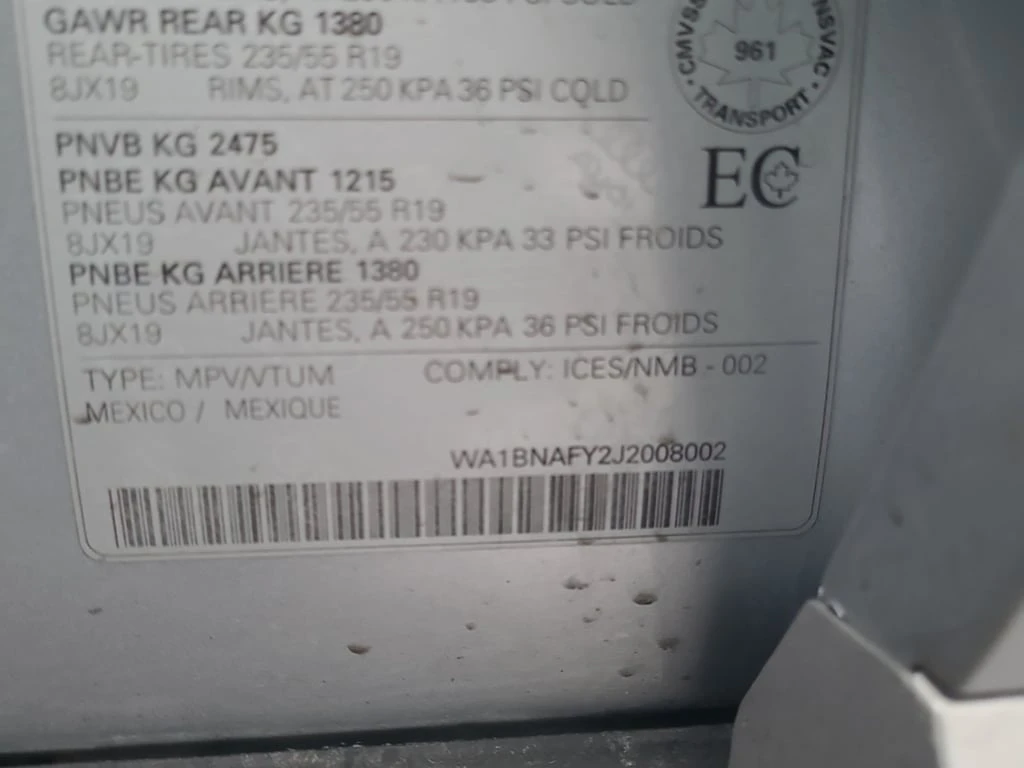 GAWR REAR KG 1380
REAR-TIRES 235/55 R19
8JX19 RIMS, AT 250 KPA 36 PSI COLD
PNVB KG 2475
PNBE KG AVANT 1215
PNEUS AVANT 235/55 R19
8JX19 JANTES, A 230 KPA 33 PSI FROIDS
PNBE KG ARRIERE 1380
PNEUS ARRIERE 235/55 R19
8JX19 JANTES, A 250 KPA 36 PSI FROIDS
TYPE: MPV/VTUM COMPLY: ICES/NMB - 002
MEXICO / MEXIQUE
WA1BNAFY2J2008002
961
TRANSPORT
EC